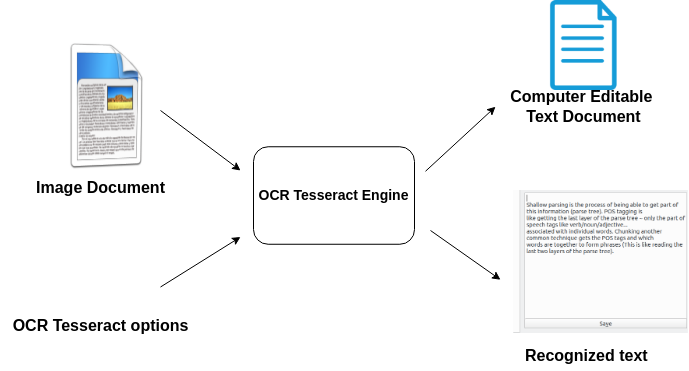 Computer Editable
Text Document
Image Document
OCR Tesseract Engine
OCR Tesseract options
Shallow parsing is the process of being able to get part of
this information (parse tree). POS tagging is
like getting the last layer of the parse tree – only the part of
speech tags like verb/noun/adjective...
associated with individual words. Chunking another
common technique gets the POS tags and which
words are together to form phrases (This is like reading the
last two layers of the parse tree).
Save
Recognized text